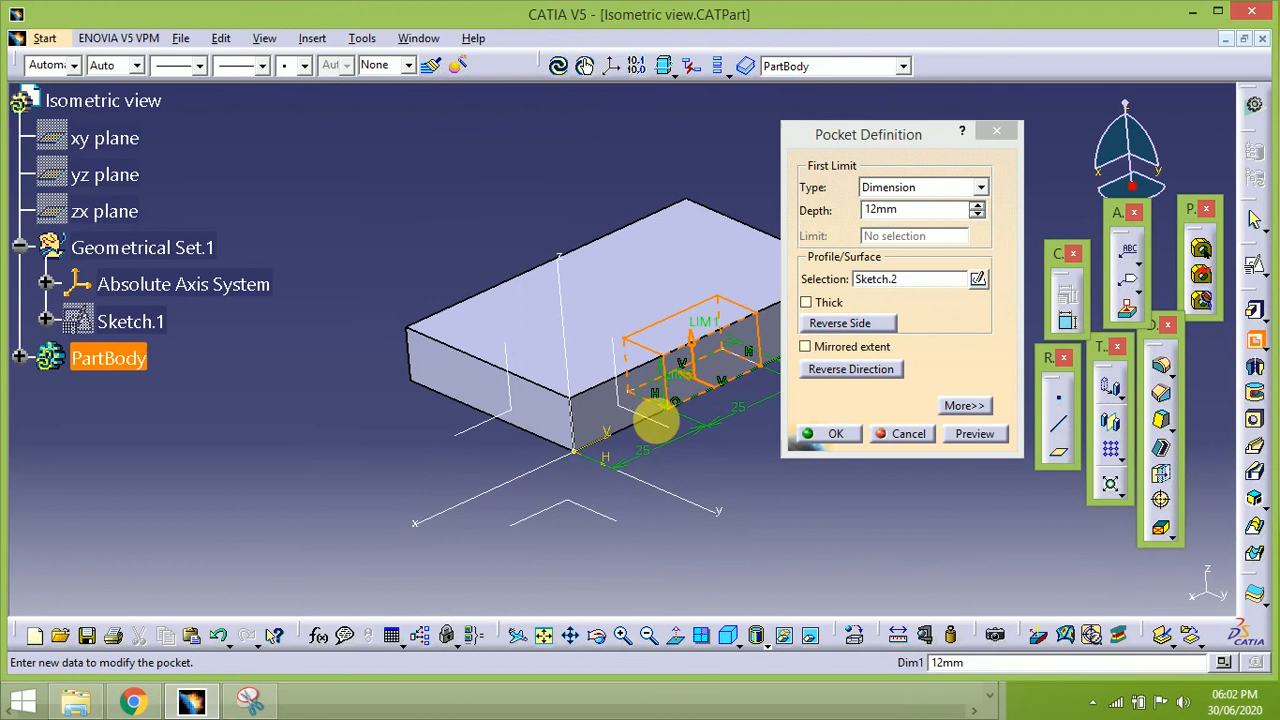 CATIA V5 - [Isometric view.CATPart]
Start ENOVIA V5 VPM File Edit View Insert Tools Window Help
Automa Auto Aut None PartBody
Isometric view
xy plane
yz plane
zx plane
Geometrical Set.1
Absolute Axis System
Sketch.1
PartBody
z
LIM1
V
H
H
V
25
25
V
H
x
y
Pocket Definition ?
First Limit
Type: Dimension
Depth: 12mm
Limit: No selection
Profile/Surface
Selection: Sketch.2
Thick
Reverse Side
Mirrored extent
Reverse Direction
More>>
OK Cancel Preview
x y
A. P.
C.
R. T. D.
ABC
z
x y
f(x)
DS CATIA
Enter new data to modify the pocket. Dim1 12mm
06:02 PM
30/06/2020